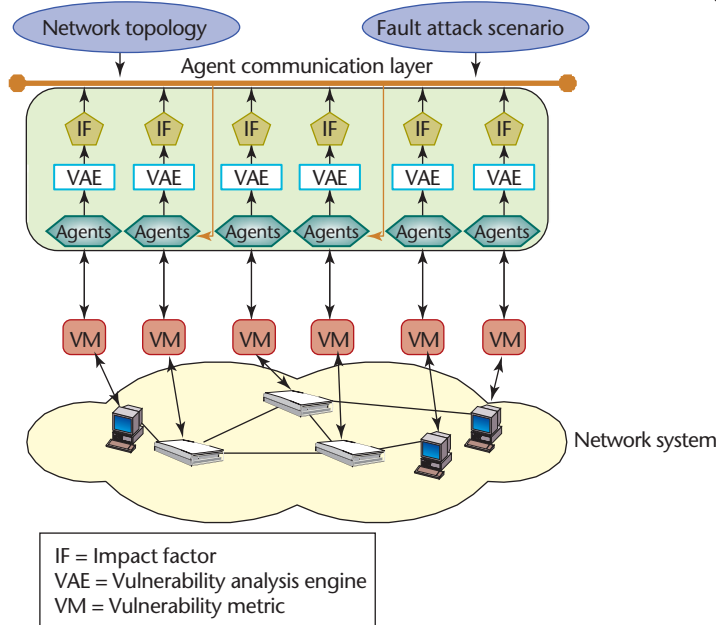 Network topology
Fault attack scenario
Agent communication layer
IF IF IF IF IF IF
VAE VAE VAE VAE VAE VAE
Agents Agents Agents Agents Agents Agents
VM VM VM VM VM VM
Network system
IF = Impact factor
VAE = Vulnerability analysis engine
VM = Vulnerability metric